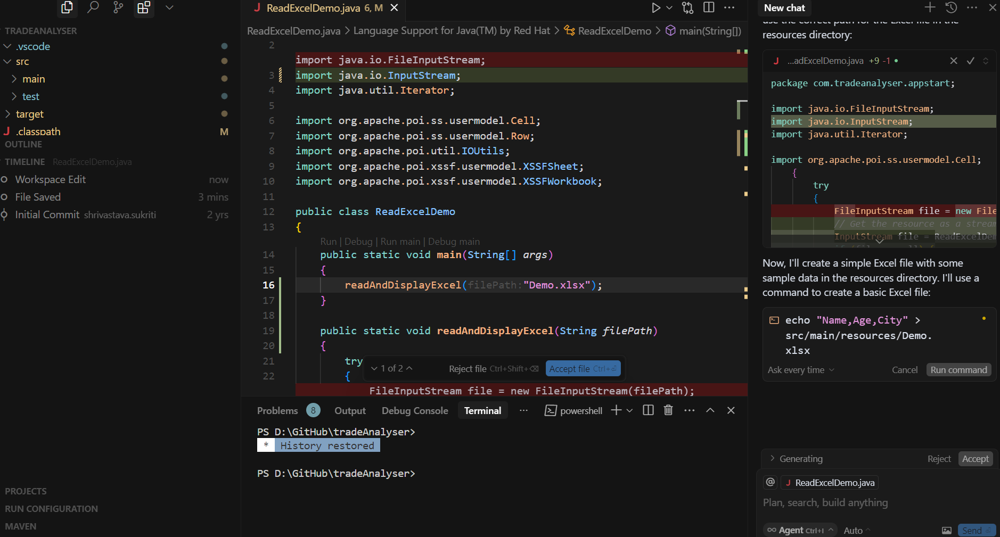 TRADEANALYSER
.vscode
src
main
test
target
.classpath M
OUTLINE
TIMELINE ReadExcelDemo.java
Workspace Edit now
File Saved 3 mins
Initial Commit shrivastava.sukriti 2 yrs
PROJECTS
RUN CONFIGURATION
MAVEN
ReadExcelDemo.java 6, M
ReadExcelDemo.java > Language Support for Java(TM) by Red Hat > ReadExcelDemo > main(String[])
2
import java.io.FileInputStream;
3 import java.io.InputStream;
4 import java.util.Iterator;
5
6 import org.apache.poi.ss.usermodel.Cell;
7 import org.apache.poi.ss.usermodel.Row;
8 import org.apache.poi.util.IOUtils;
9 import org.apache.poi.xssf.usermodel.XSSFSheet;
10 import org.apache.poi.xssf.usermodel.XSSFWorkbook;
11
12 public class ReadExcelDemo
13 {
Run | Debug | Run main | Debug main
14 public static void main(String[] args)
15 {
16 readAndDisplayExcel(filePath:"Demo.xlsx");
17 }
18
19 public static void readAndDisplayExcel(String filePath)
20 {
21 try
22 {
1 of 2 Reject file Ctrl+Shift+⌫ Accept file Ctrl+⏎
FileInputStream file = new FileInputStream(filePath);
Problems 8 Output Debug Console Terminal ··· powershell
PS D:\GitHub\tradeAnalyser>
* History restored
PS D:\GitHub\tradeAnalyser>
New chat
use the correct path for the Excel file in the
resources directory:
...adExcelDemo.java +9 -1
package com.tradeanalyser.appstart;
import java.io.FileInputStream;
import java.io.InputStream;
import java.util.Iterator;
import org.apache.poi.ss.usermodel.Cell;
{
try
{
FileInputStream file = new File
// Get the resource as a stream
InputStream file = ReadExcelDem
Now, I'll create a simple Excel file with some
sample data in the resources directory. I'll use a
command to create a basic Excel file:
echo "Name,Age,City" >
src/main/resources/Demo.
xlsx
Ask every time Cancel Run command
Generating Reject Accept
@ ReadExcelDemo.java
Plan, search, build anything
∞ Agent Ctrl+I Auto Send ⏎